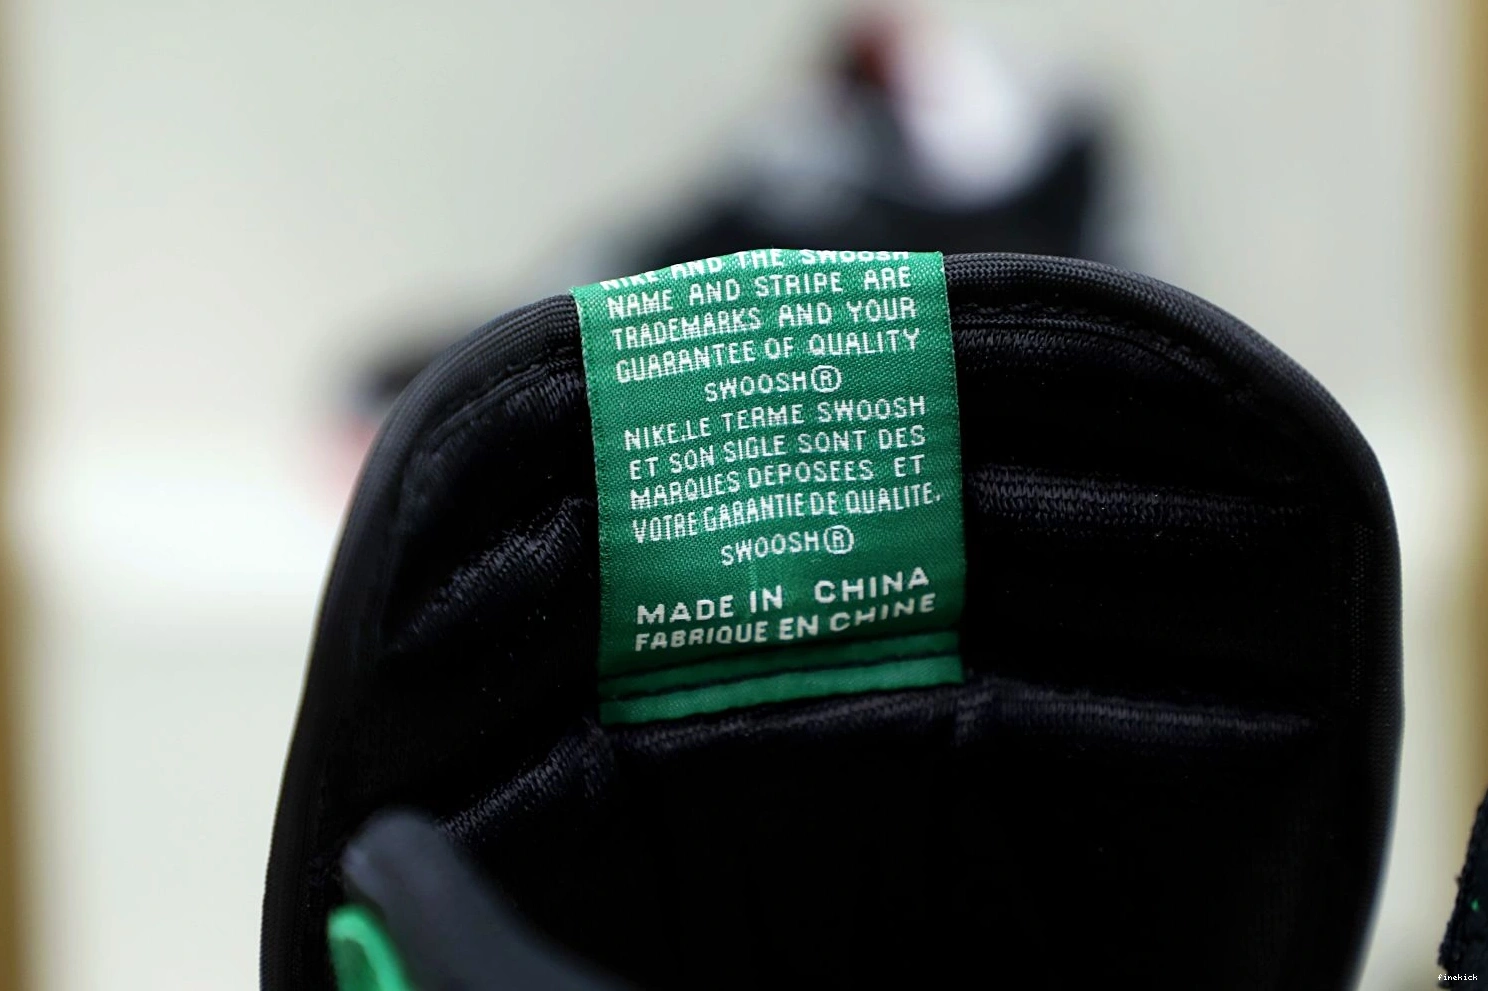 NIKE AND THE SWOOSH
NAME AND STRIPE ARE
TRADEMARKS AND YOUR
GUARANTEE OF QUALITY
SWOOSH®
NIKE.LE TERME SWOOSH
ET SON SIGLE SONT DES
MARQUES DEPOSEES ET
VOTRE GARANTIE DE QUALITE.
SWOOSH®
MADE IN CHINA
FABRIQUE EN CHINE
finekick